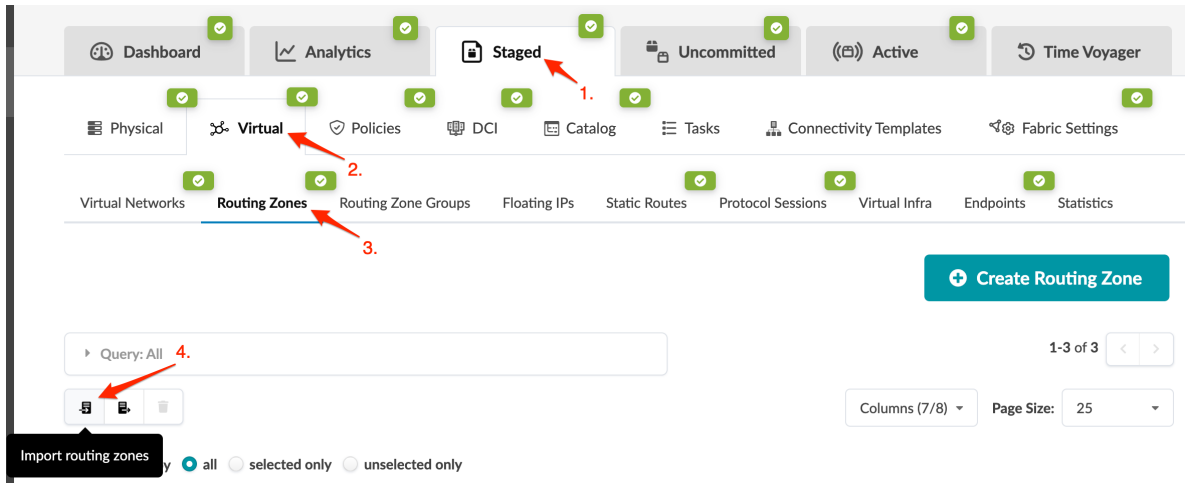 Dashboard Analytics Staged Uncommitted Active Time Voyager
1.
Physical Virtual Policies DCI Catalog Tasks Connectivity Templates Fabric Settings
2.
Virtual Networks Routing Zones Routing Zone Groups Floating IPs Static Routes Protocol Sessions Virtual Infra Endpoints Statistics
3.
Create Routing Zone
Query: All 4. 1-3 of 3
Columns (7/8) Page Size: 25
Import routing zones y all selected only unselected only